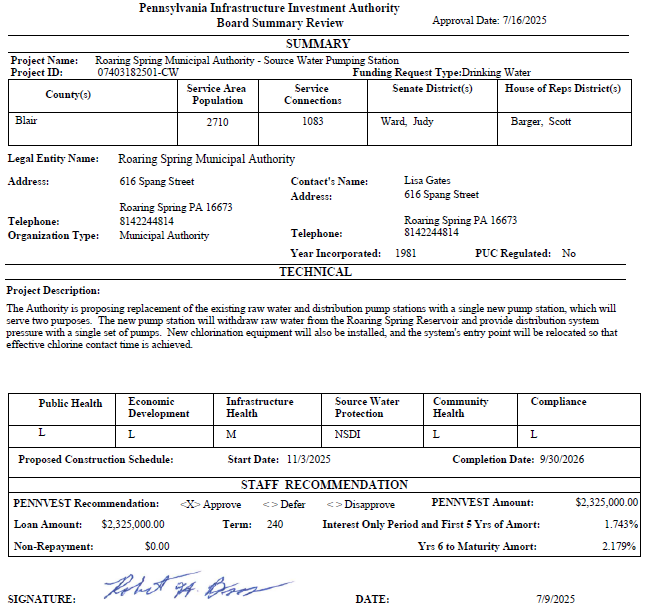 Pennsylvania Infrastructure Investment Authority
Board Summary Review
Approval Date: 7/16/2025
SUMMARY
Project Name: Roaring Spring Municipal Authority - Source Water Pumping Station
Project ID: 07403182501-CW Funding Request Type:Drinking Water
County(s) Service Area Population Service Connections Senate District(s) House of Reps District(s)
Blair 2710 1083 Ward, Judy Barger, Scott
Legal Entity Name: Roaring Spring Municipal Authority
Address: 616 Spang Street Contact's Name: Lisa Gates
Address: 616 Spang Street
Roaring Spring PA 16673 Roaring Spring PA 16673
Telephone: 8142244814 Telephone: 8142244814
Organization Type: Municipal Authority
Year Incorporated: 1981 PUC Regulated: No
TECHNICAL
Project Description:
The Authority is proposing replacement of the existing raw water and distribution pump stations with a single new pump station, which will
serve two purposes. The new pump station will withdraw raw water from the Roaring Spring Reservoir and provide distribution system
pressure with a single set of pumps. New chlorination equipment will also be installed, and the system's entry point will be relocated so that
effective chlorine contact time is achieved.
Public Health Economic Development Infrastructure Health Source Water Protection Community Health Compliance
L L M NSDI L L
Proposed Construction Schedule: Start Date: 11/3/2025 Completion Date: 9/30/2026
STAFF RECOMMENDATION
PENNVEST Recommendation: <X> Approve < > Defer < > Disapprove PENNVEST Amount: $2,325,000.00
Loan Amount: $2,325,000.00 Term: 240 Interest Only Period and First 5 Yrs of Amort: 1.743%
Non-Repayment: $0.00 Yrs 6 to Maturity Amort: 2.179%
SIGNATURE: DATE: 7/9/2025